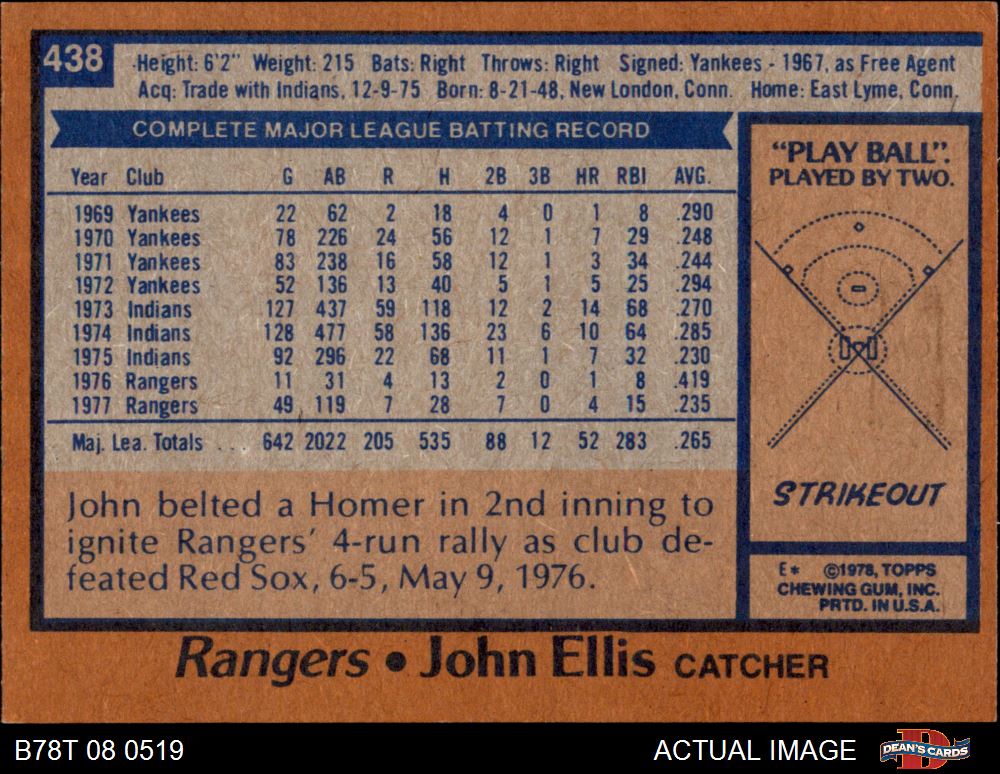 438
Height: 6'2" Weight: 215 Bats: Right Throws: Right Signed: Yankees - 1967, as Free Agent
Acq: Trade with Indians, 12-9-75 Born: 8-21-48, New London, Conn. Home: East Lyme, Conn.
COMPLETE MAJOR LEAGUE BATTING RECORD
Year Club G AB R H 2B 3B HR RBI AVG.
1969 Yankees 22 62 2 18 4 0 1 8 .290
1970 Yankees 78 226 24 56 12 1 7 29 .248
1971 Yankees 83 238 16 58 12 1 3 34 .244
1972 Yankees 52 136 13 40 5 1 5 25 .294
1973 Indians 127 437 59 118 12 2 14 68 .270
1974 Indians 128 477 58 136 23 6 10 64 .285
1975 Indians 92 296 22 68 11 1 7 32 .230
1976 Rangers 11 31 4 13 2 0 1 8 .419
1977 Rangers 49 119 7 28 7 0 4 15 .235
Maj. Lea. Totals . . . 642 2022 205 535 88 12 52 283 .265
John belted a Homer in 2nd inning to
ignite Rangers' 4-run rally as club de-
feated Red Sox, 6-5, May 9, 1976.
"PLAY BALL".
PLAYED BY TWO.
STRIKEOUT
E* ©1978, TOPPS
CHEWING GUM, INC.
PRTD. IN U.S.A.
Rangers • John Ellis CATCHER
B78T 08 0519
ACTUAL IMAGE
DEAN'S CARDS